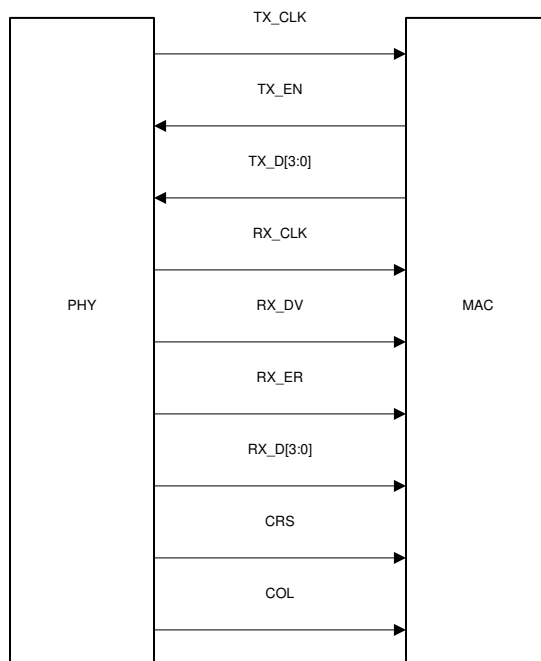 TX_CLK
TX_EN
TX_D[3:0]
RX_CLK
PHY
RX_DV
MAC
RX_ER
RX_D[3:0]
CRS
COL